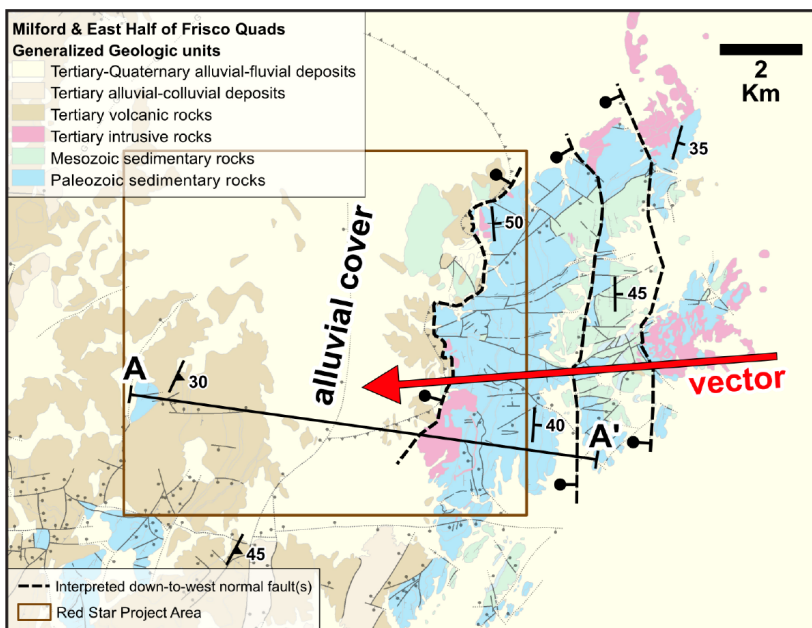 Milford & East Half of Frisco Quads
Generalized Geologic units
Tertiary-Quaternary alluvial-fluvial deposits
Tertiary alluvial-colluvial deposits
Tertiary volcanic rocks
Tertiary intrusive rocks
Mesozoic sedimentary rocks
Paleozoic sedimentary rocks
2
Km
35
50
alluvial cover
45
A
30
vector
40
A'
45
Interpreted down-to-west normal fault(s)
Red Star Project Area